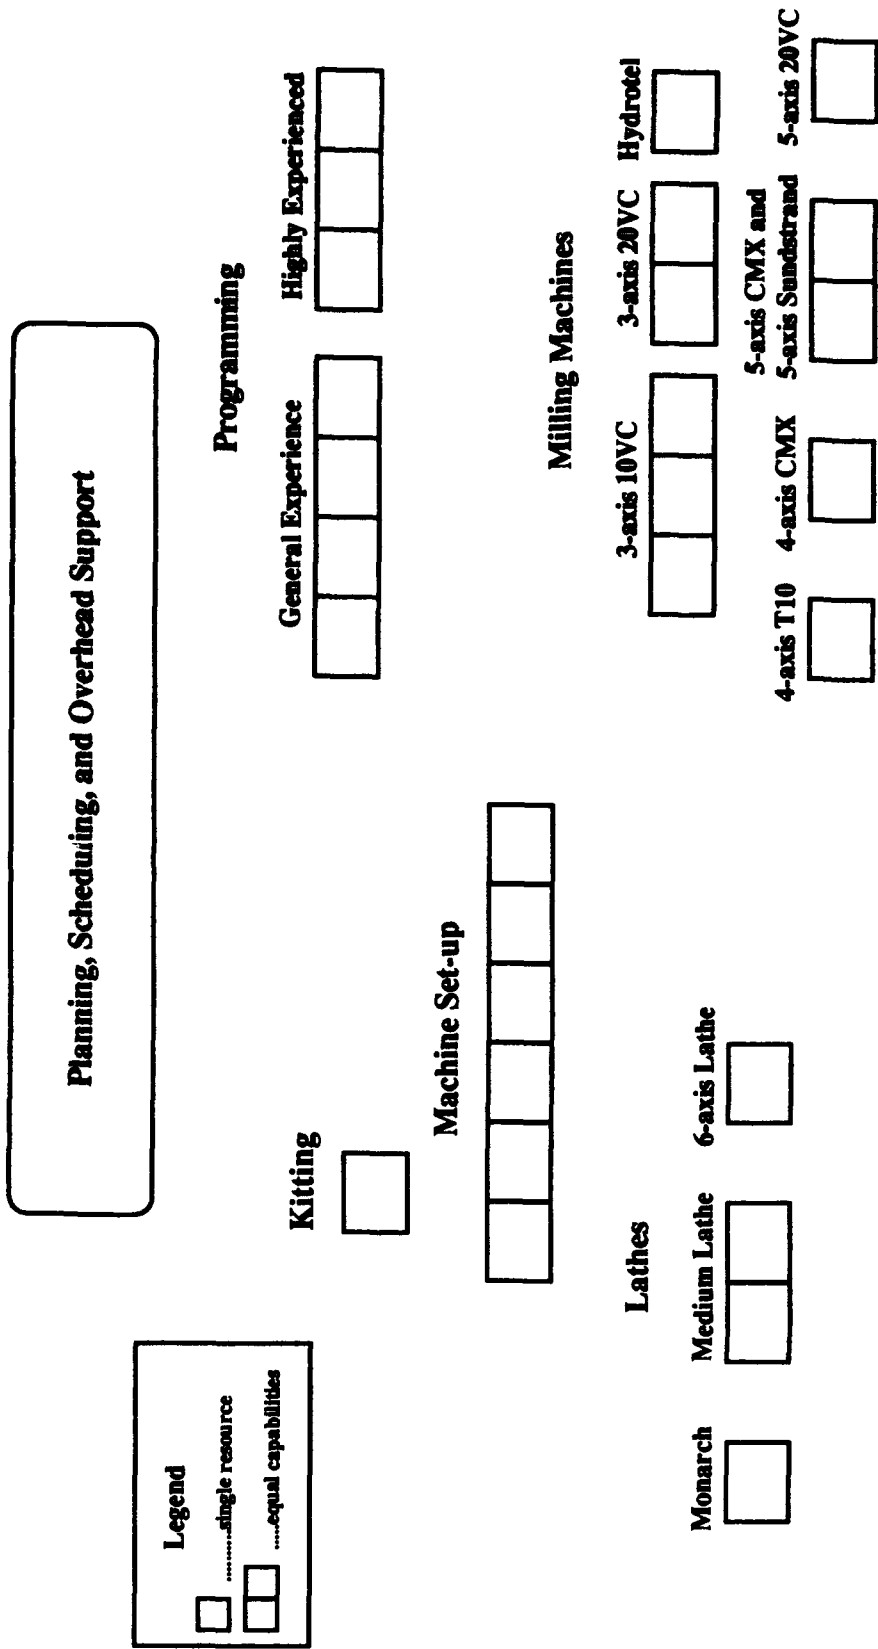 Planning, Scheduling, and Overhead Support
Legend
..........single resource
.....equal capabilities
Kitting
Programming
General Experience
Highly Experienced
Machine Set-up
Lathes
Monarch
Medium Lathe
6-axis Lathe
Milling Machines
3-axis 10VC
3-axis 20VC
Hydrotel
4-axis T10
4-axis CMX
5-axis CMX and
5-axis Sundstrand
5-axis 20VC